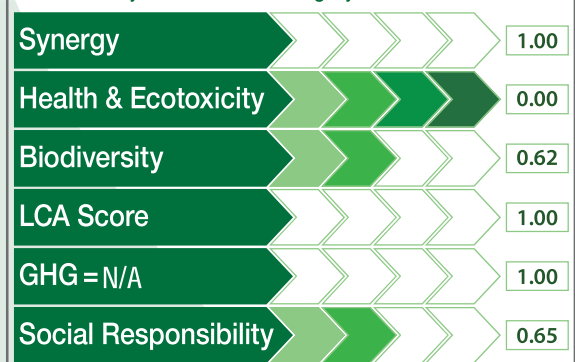 Synergy 1.00
Health & Ecotoxicity 0.00
Biodiversity 0.62
LCA Score 1.00
GHG = N/A 1.00
Social Responsibility 0.65